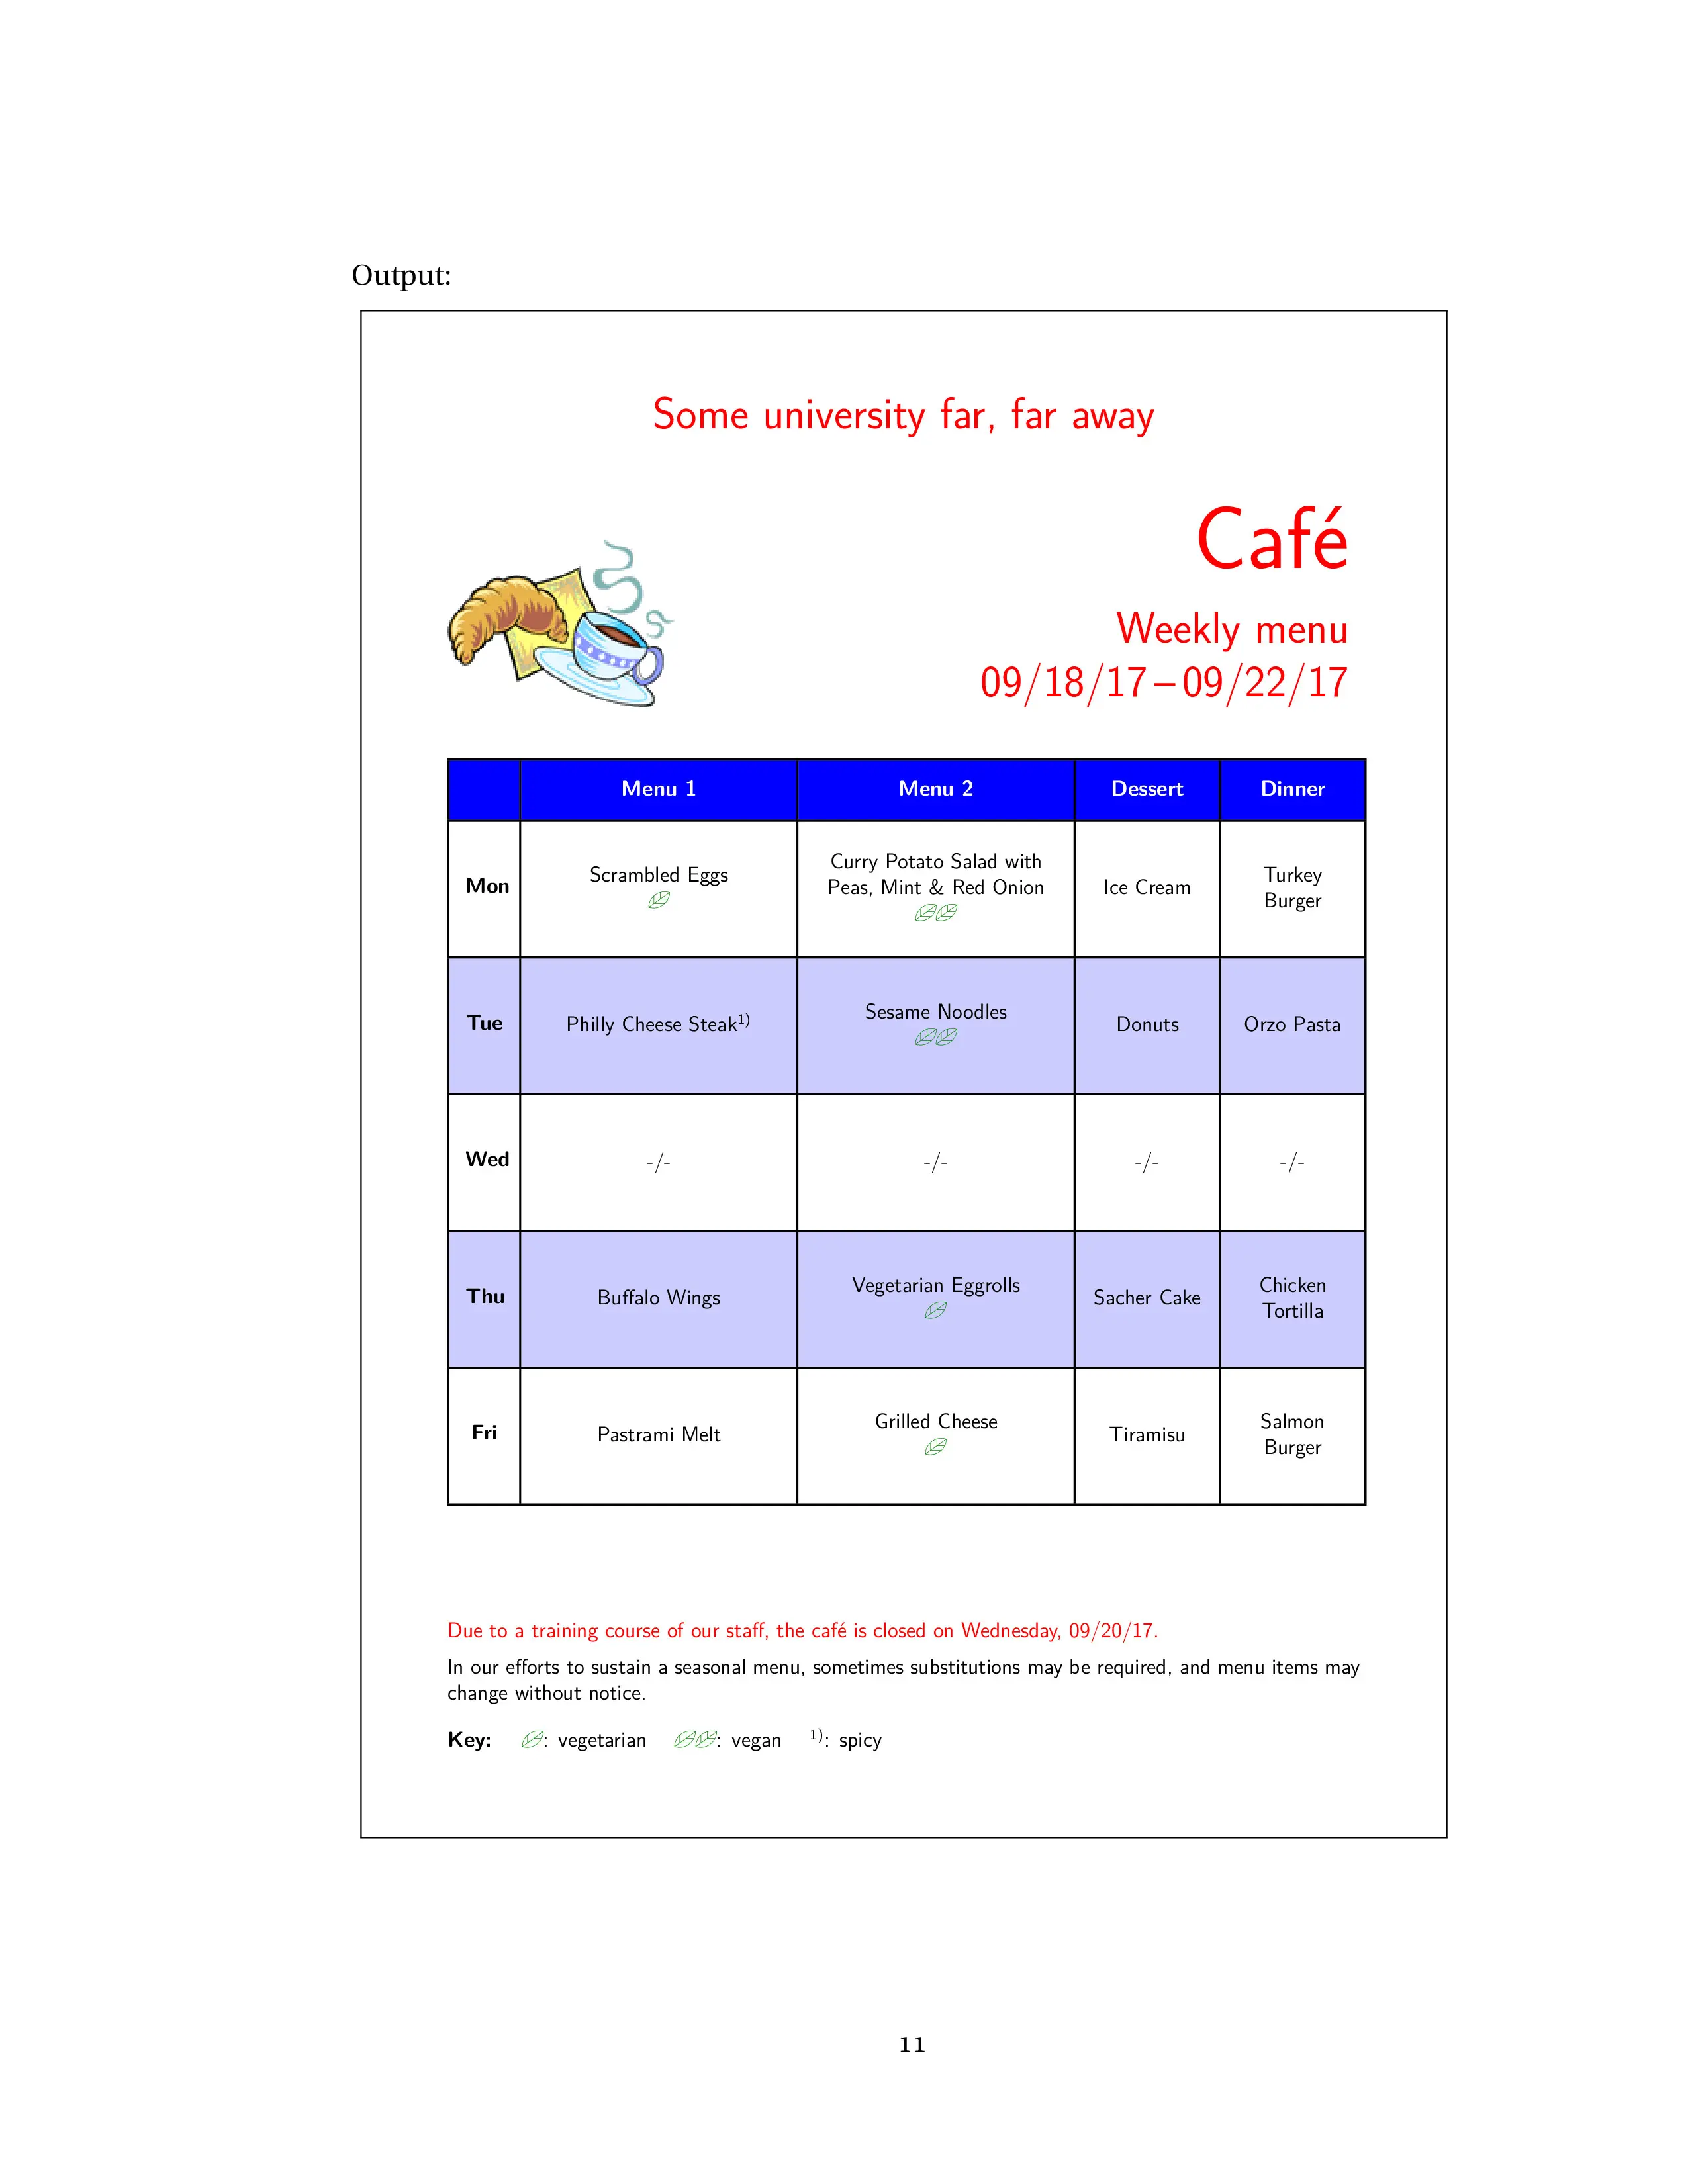 Output:
Some university far, far away
Café
Weekly menu
09/18/17 – 09/22/17
Menu 1 Menu 2 Dessert Dinner
Mon
Scrambled Eggs
Curry Potato Salad with
Peas, Mint & Red Onion
Ice Cream
Turkey
Burger
Tue
Philly Cheese Steak1)
Sesame Noodles
Donuts
Orzo Pasta
Wed
-/-
-/-
-/-
-/-
Thu
Buffalo Wings
Vegetarian Eggrolls
Sacher Cake
Chicken
Tortilla
Fri
Pastrami Melt
Grilled Cheese
Tiramisu
Salmon
Burger
Due to a training course of our staff, the café is closed on Wednesday, 09/20/17.
In our efforts to sustain a seasonal menu, sometimes substitutions may be required, and menu items may
change without notice.
Key: : vegetarian : vegan 1): spicy
11